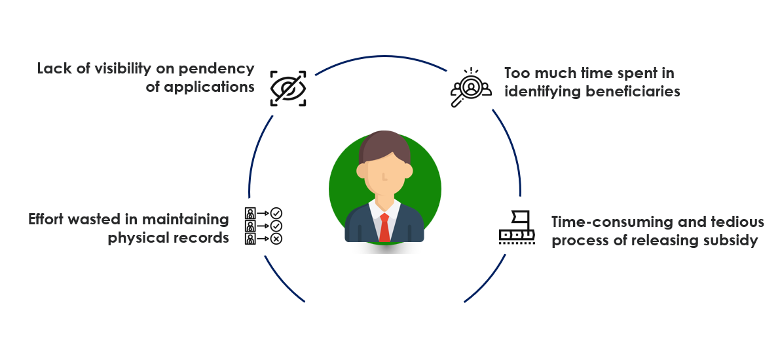 Lack of visibility on pendency
of applications
Too much time spent in
identifying beneficiaries
Effort wasted in maintaining
physical records
Time-consuming and tedious
process of releasing subsidy